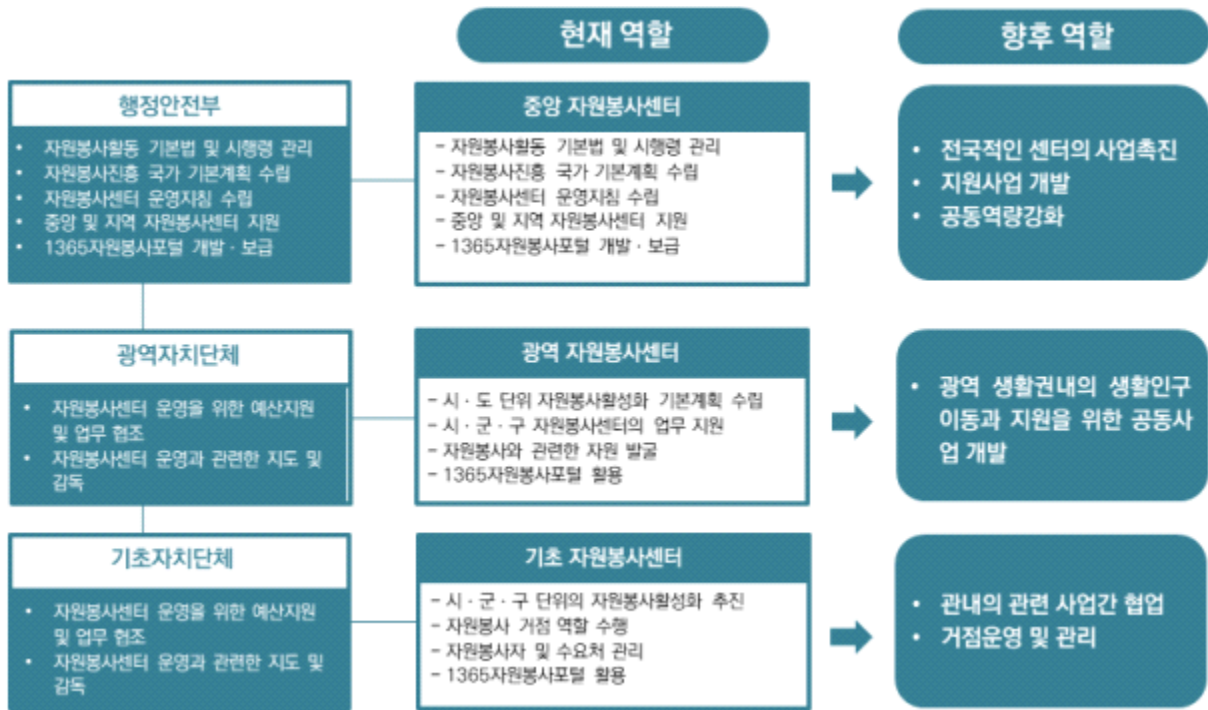 현재 역할
향후 역할
행정안전부
• 자원봉사활동 기본법 및 시행령 관리
• 자원봉사진흥 국가 기본계획 수립
• 자원봉사센터 운영지침 수립
• 중앙 및 지역 자원봉사센터 지원
• 1365자원봉사포털 개발 · 보급
중앙 자원봉사센터
- 자원봉사활동 기본법 및 시행령 관리
- 자원봉사진흥 국가 기본계획 수립
- 자원봉사센터 운영지침 수립
- 중앙 및 지역 자원봉사센터 지원
- 1365자원봉사포털 개발 · 보급
• 전국적인 센터의 사업촉진
• 지원사업 개발
• 공동역량강화
광역자치단체
• 자원봉사센터 운영을 위한 예산지원
및 업무 협조
• 자원봉사센터 운영과 관련한 지도 및
감독
광역 자원봉사센터
- 시 · 도 단위 자원봉사활성화 기본계획 수립
- 시 · 군 · 구 자원봉사센터의 업무 지원
- 자원봉사와 관련한 자원 발굴
- 1365자원봉사포털 활용
• 광역 생활권내의 생활인구
이동과 지원을 위한 공동사
업 개발
기초자치단체
• 자원봉사센터 운영을 위한 예산지원
및 업무 협조
• 자원봉사센터 운영과 관련한 지도 및
감독
기초 자원봉사센터
- 시 · 군 · 구 단위의 자원봉사활성화 추진
- 자원봉사 거점 역할 수행
- 자원봉사자 및 수요처 관리
- 1365자원봉사포털 활용
• 관내의 관련 사업간 협업
• 거점운영 및 관리